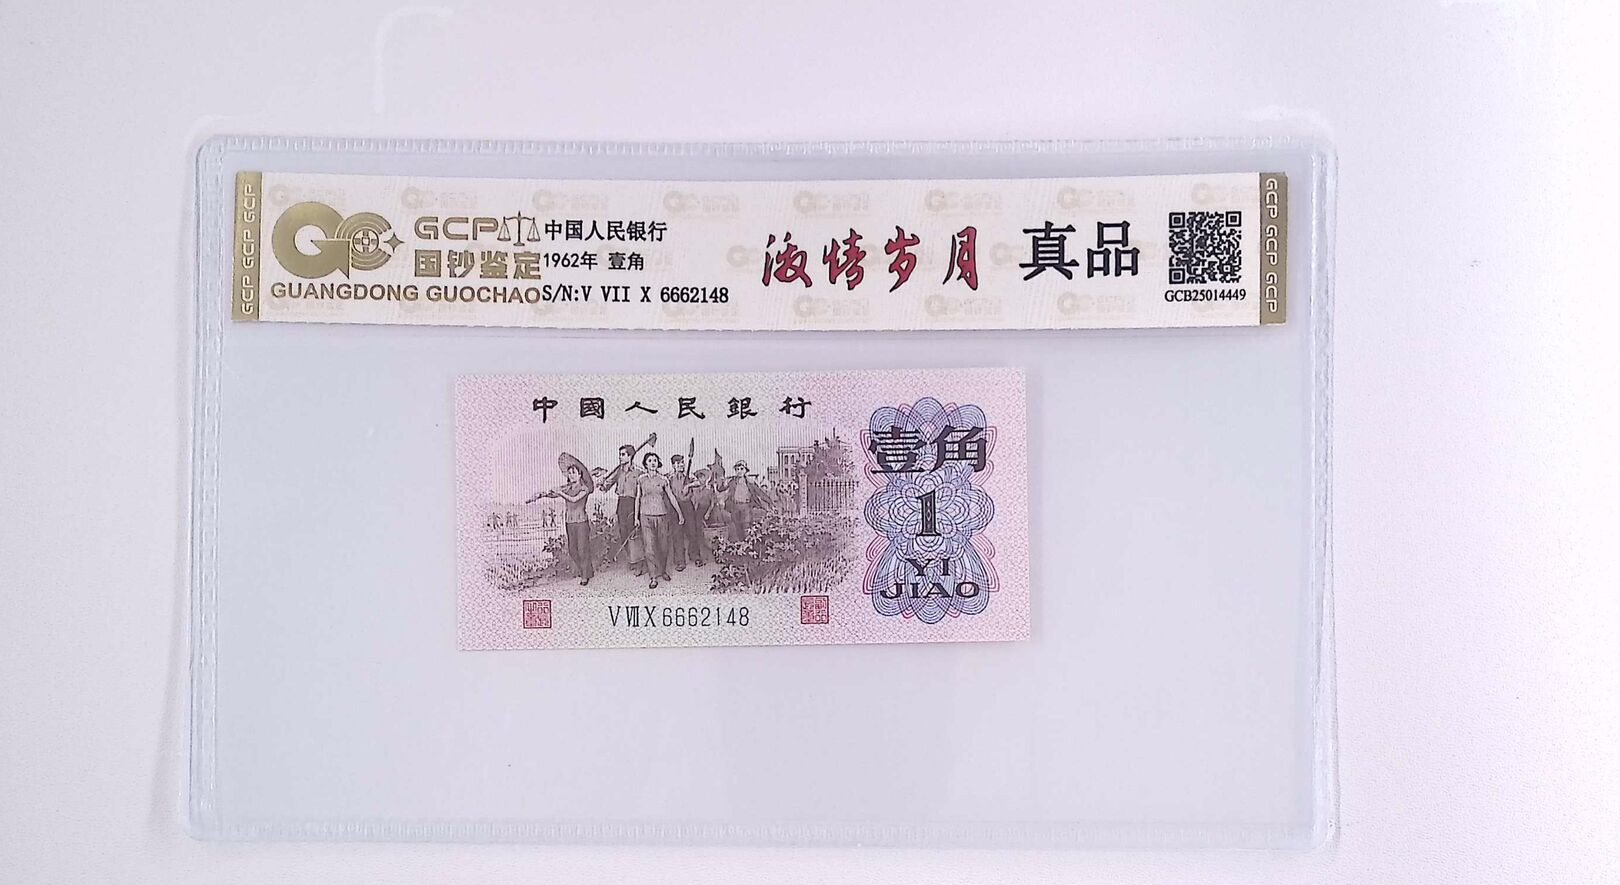 GCP GCP GCP
GCP
国钞鉴定
GUANGDONG GUOCHAO
中国人民银行
1962年 壹角
S/N:V VII X 6662148
激情岁月
真品
GCB25014449
GCP GCP GCP
中國人民銀行
壹角
1
YI
JIAO
V VII X 6662148